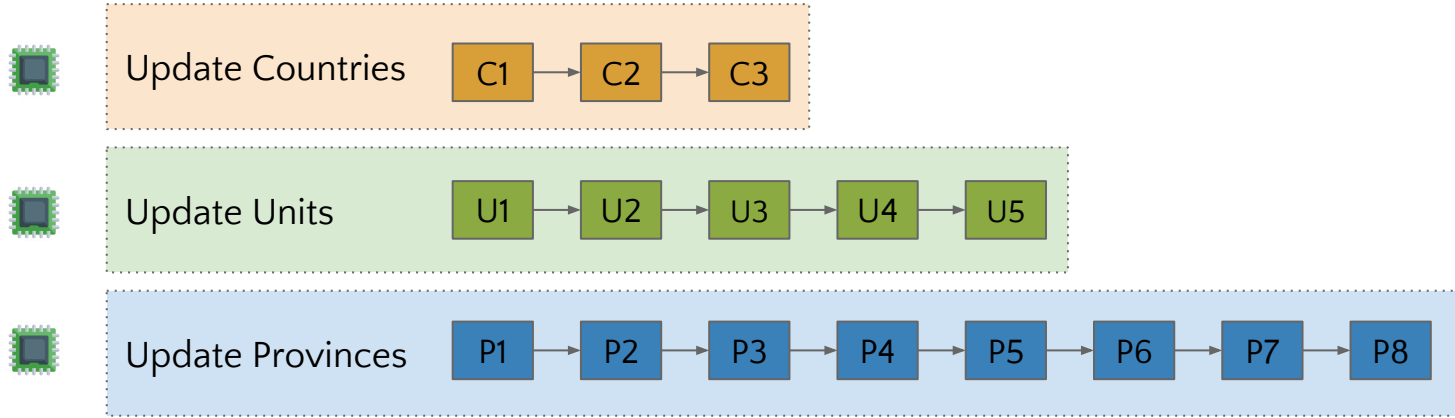 Update Countries C1 C2 C3
Update Units U1 U2 U3 U4 U5
Update Provinces P1 P2 P3 P4 P5 P6 P7 P8